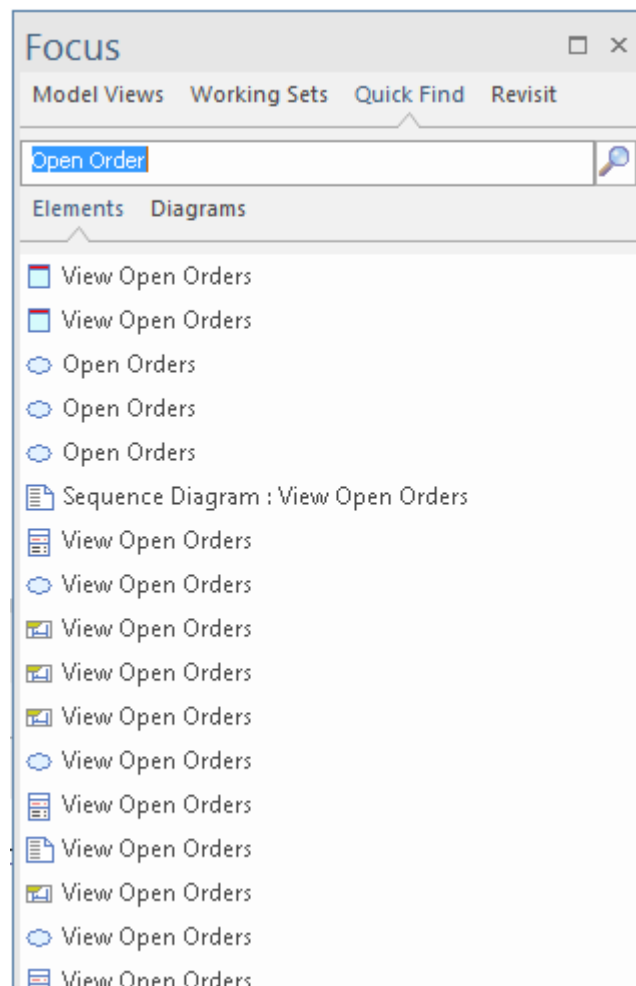 Focus
Model Views Working Sets Quick Find Revisit
Open Order
Elements Diagrams
View Open Orders
View Open Orders
Open Orders
Open Orders
Open Orders
Sequence Diagram : View Open Orders
View Open Orders
View Open Orders
View Open Orders
View Open Orders
View Open Orders
View Open Orders
View Open Orders
View Open Orders
View Open Orders
View Open Orders
View Open Orders